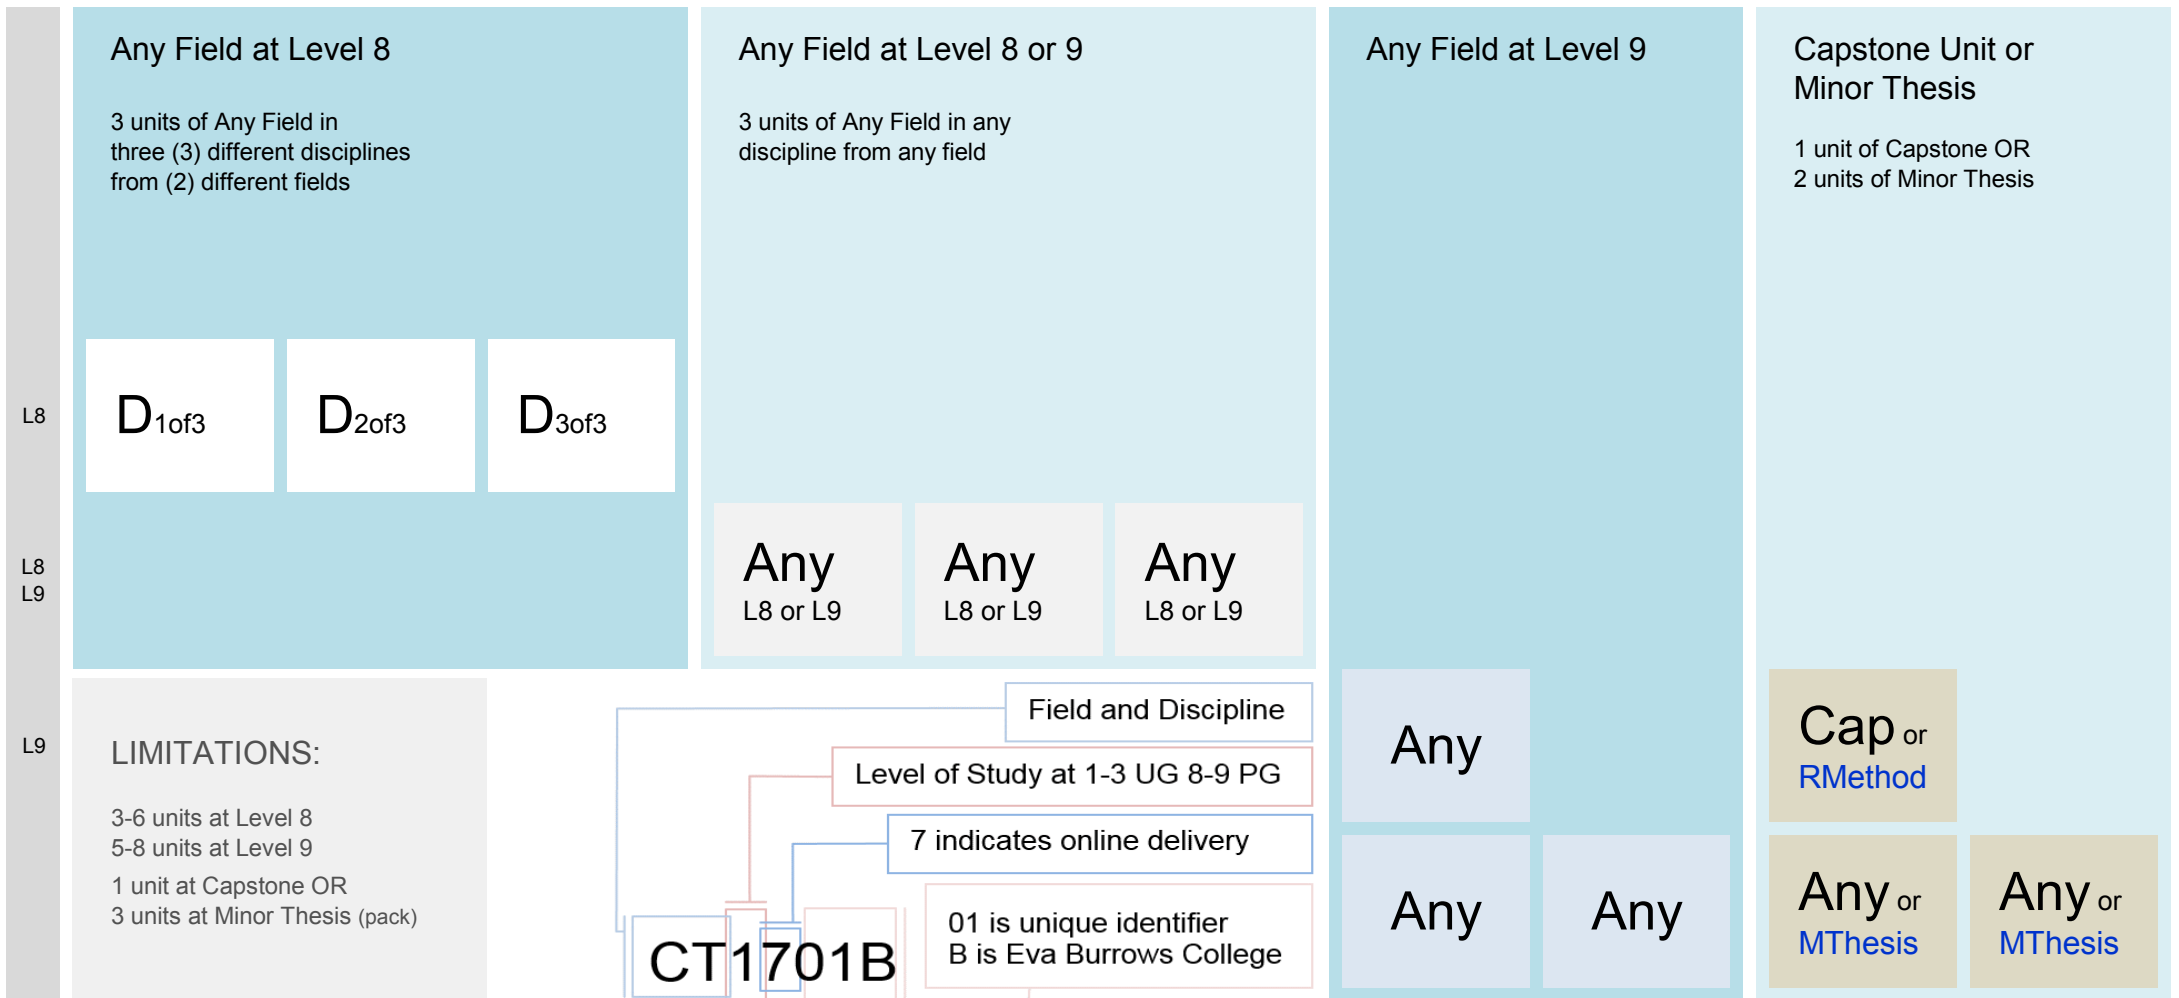 Any Field at Level 8
3 units of Any Field in
three (3) different disciplines
from (2) different fields
Any Field at Level 8 or 9
3 units of Any Field in any
discipline from any field
Any Field at Level 9
Capstone Unit or
Minor Thesis
1 unit of Capstone OR
2 units of Minor Thesis
L8
D1of3
D2of3
D3of3
L8
L9
Any
L8 or L9
Any
L8 or L9
Any
L8 or L9
L9
LIMITATIONS:
3-6 units at Level 8
5-8 units at Level 9
1 unit at Capstone OR
3 units at Minor Thesis (pack)
Field and Discipline
Level of Study at 1-3 UG 8-9 PG
7 indicates online delivery
01 is unique identifier
B is Eva Burrows College
CT1701B
Any
Any
Any
Cap or
RMethod
Any or
MThesis
Any or
MThesis